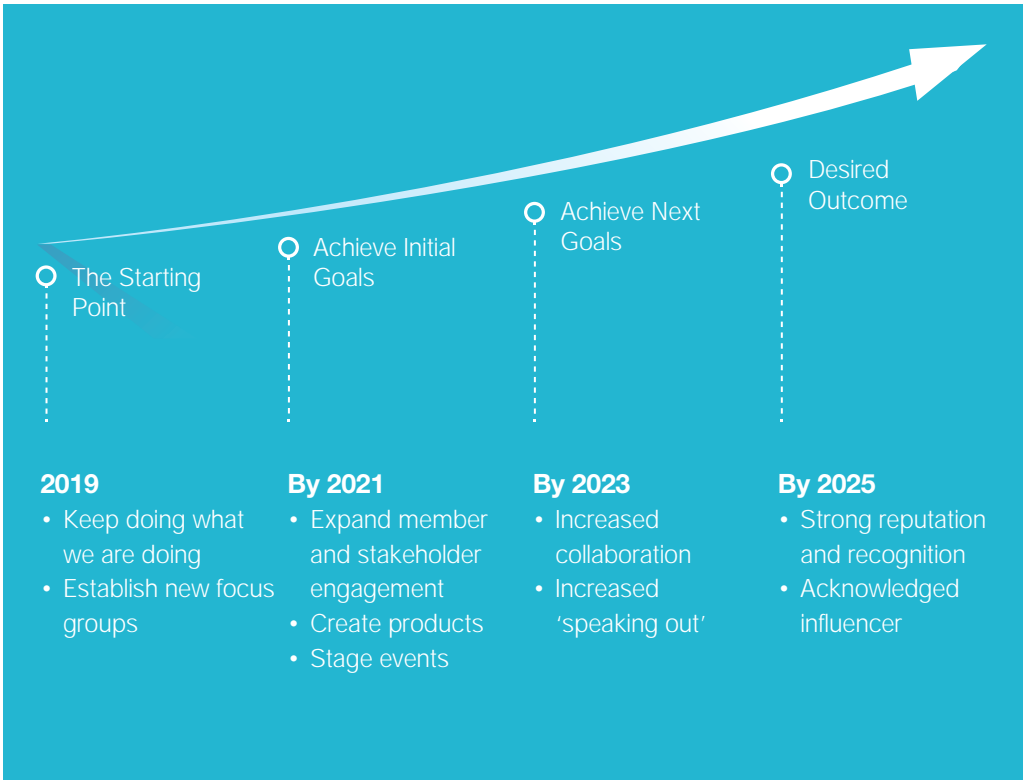 The Starting
Point
Achieve Initial
Goals
Achieve Next
Goals
Desired
Outcome
2019
• Keep doing what
we are doing
• Establish new focus
groups
By 2021
• Expand member
and stakeholder
engagement
• Create products
• Stage events
By 2023
• Increased
collaboration
• Increased
‘speaking out’
By 2025
• Strong reputation
and recognition
• Acknowledged
influencer